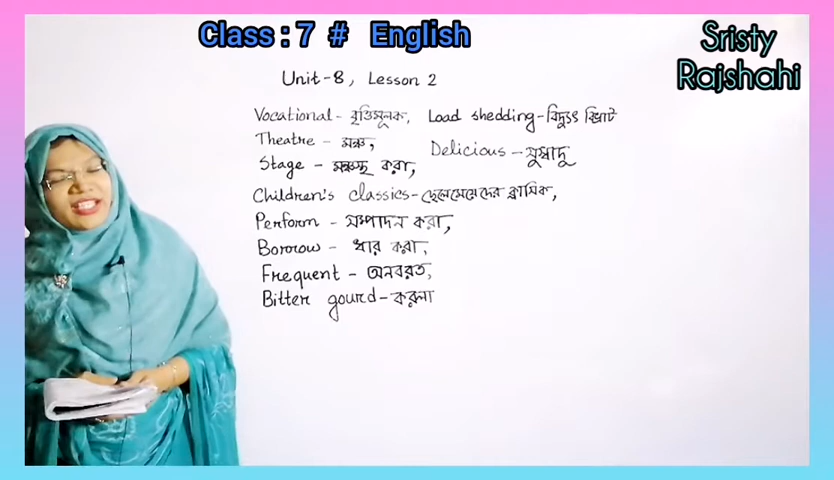 Class : 7 # English
Sristy
Rajshahi
Unit-8, Lesson 2
Vocational - বৃত্তিমূলক, Load shedding - বিদ্যুৎ বিভ্রাট
Theatre - মঞ্চ, Delicious - সুস্বাদু
Stage - মঞ্চস্থ করা,
Children's classics - ছেলেমেয়েদের ক্লাসিক,
Perform - সম্পাদন করা,
Borrow - ধার করা,
Frequent - অনবরত,
Bitter gourd - করলা